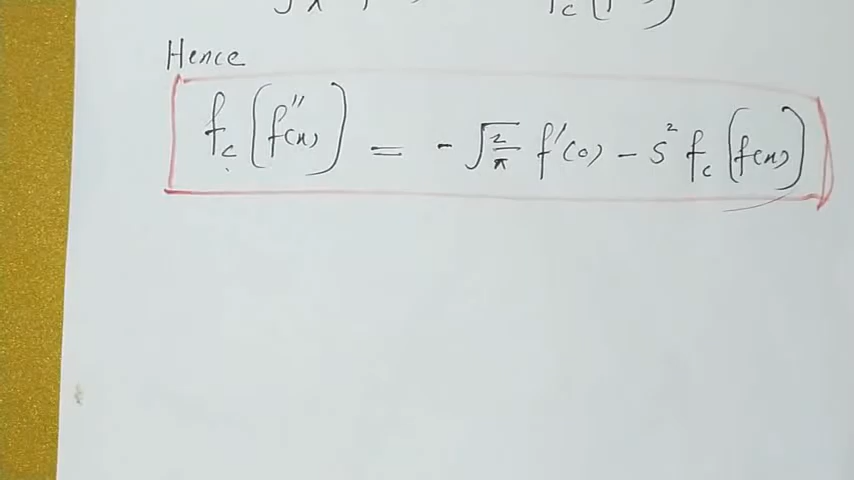 Hence
f_c (f''(x)) = - √(2/π) f'(0) - s² f_c (f(x))